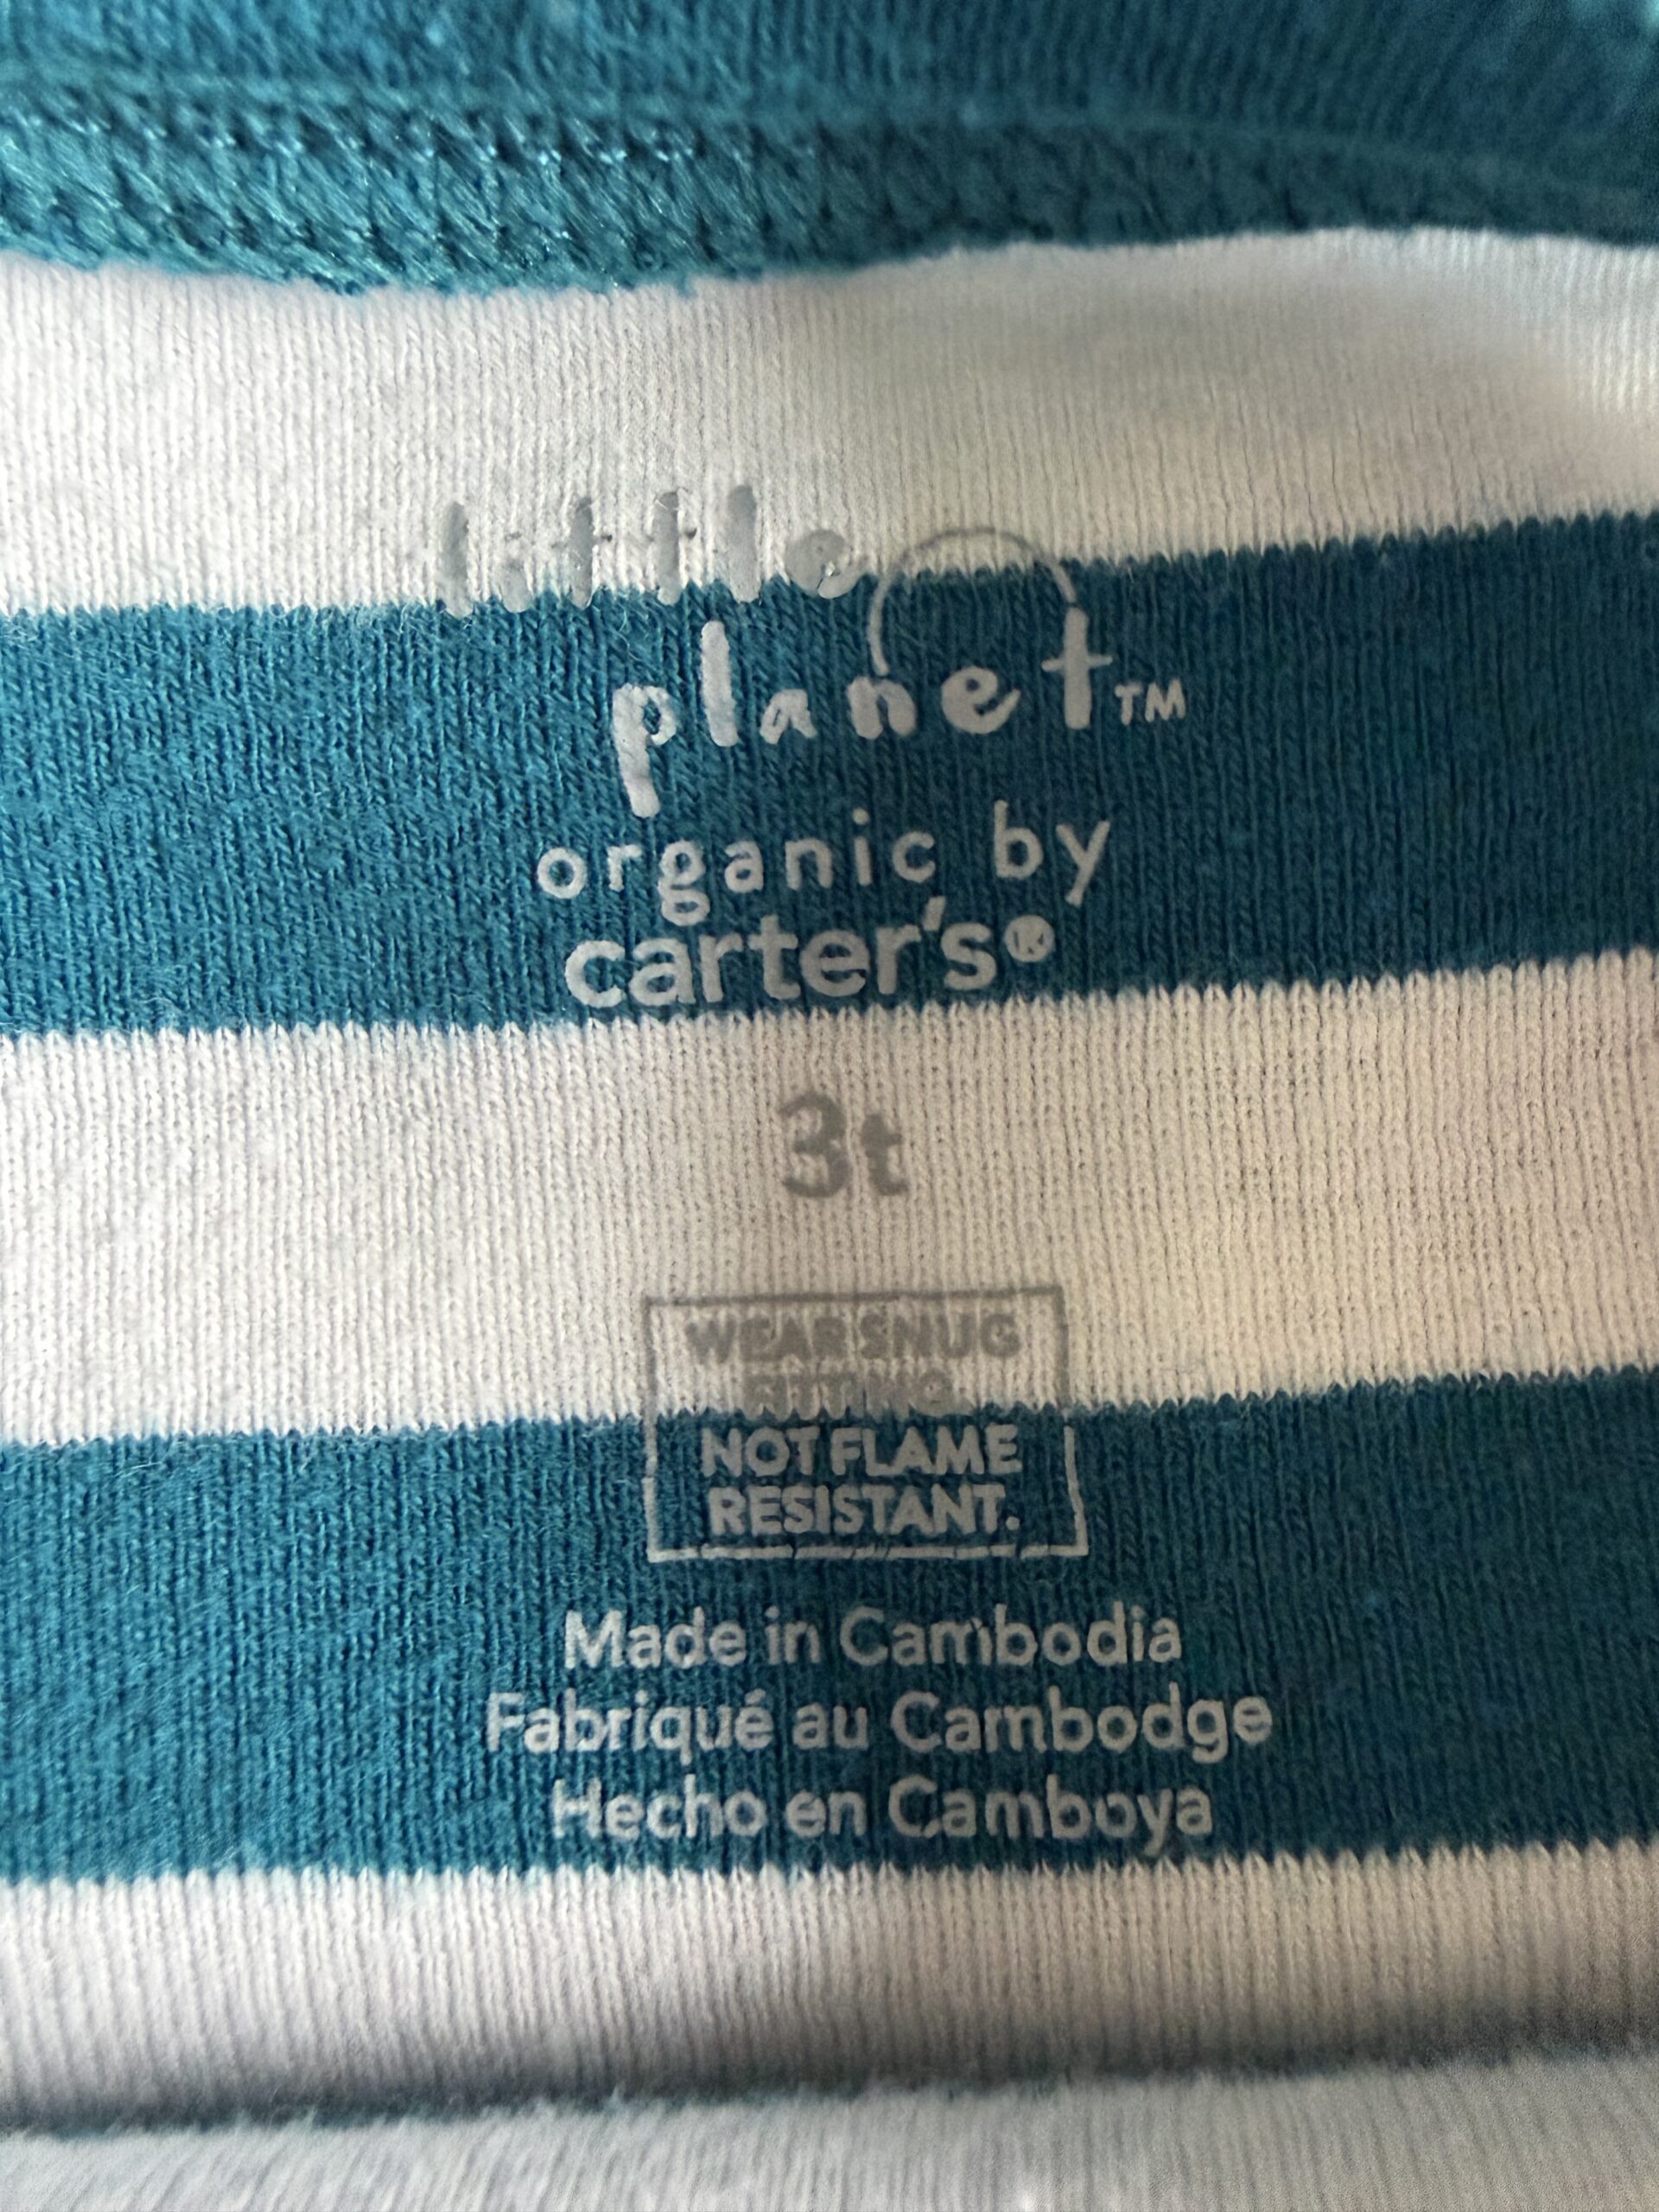 little
planet™
organic by
carter's®
3t
WEAR SNUG
FITTING.
NOT FLAME
RESISTANT.
Made in Cambodia
Fabriqué au Cambodge
Hecho en Camboya